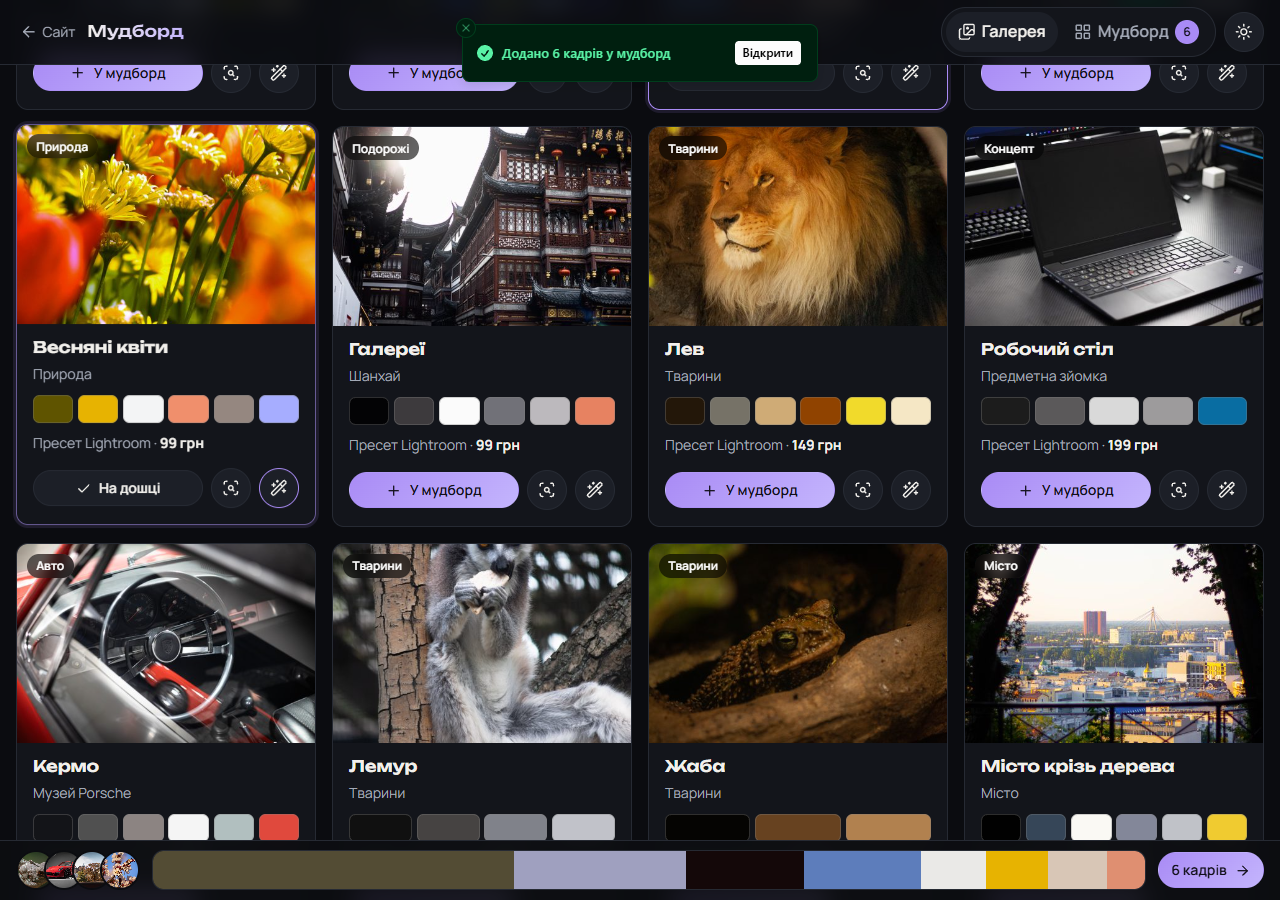 Сайт
Мудборд
Додано 6 кадрів у мудборд
Відкрити
Галерея
Мудборд
6
У мудборд
У мудбо
У мудборд
Природа
Подорожі
Тварини
Концепт
Весняні квіти
Галереї
Лев
Робочий стіл
Природа
Шанхай
Тварини
Предметна зйомка
Пресет Lightroom · 99 грн
Пресет Lightroom · 99 грн
Пресет Lightroom · 149 грн
Пресет Lightroom · 199 грн
На дошці
У мудборд
У мудборд
У мудборд
Авто
Тварини
Тварини
Місто
Кермо
Лемур
Жаба
Місто крізь дерева
Музей Porsche
Тварини
Тварини
Місто
6 кадрів